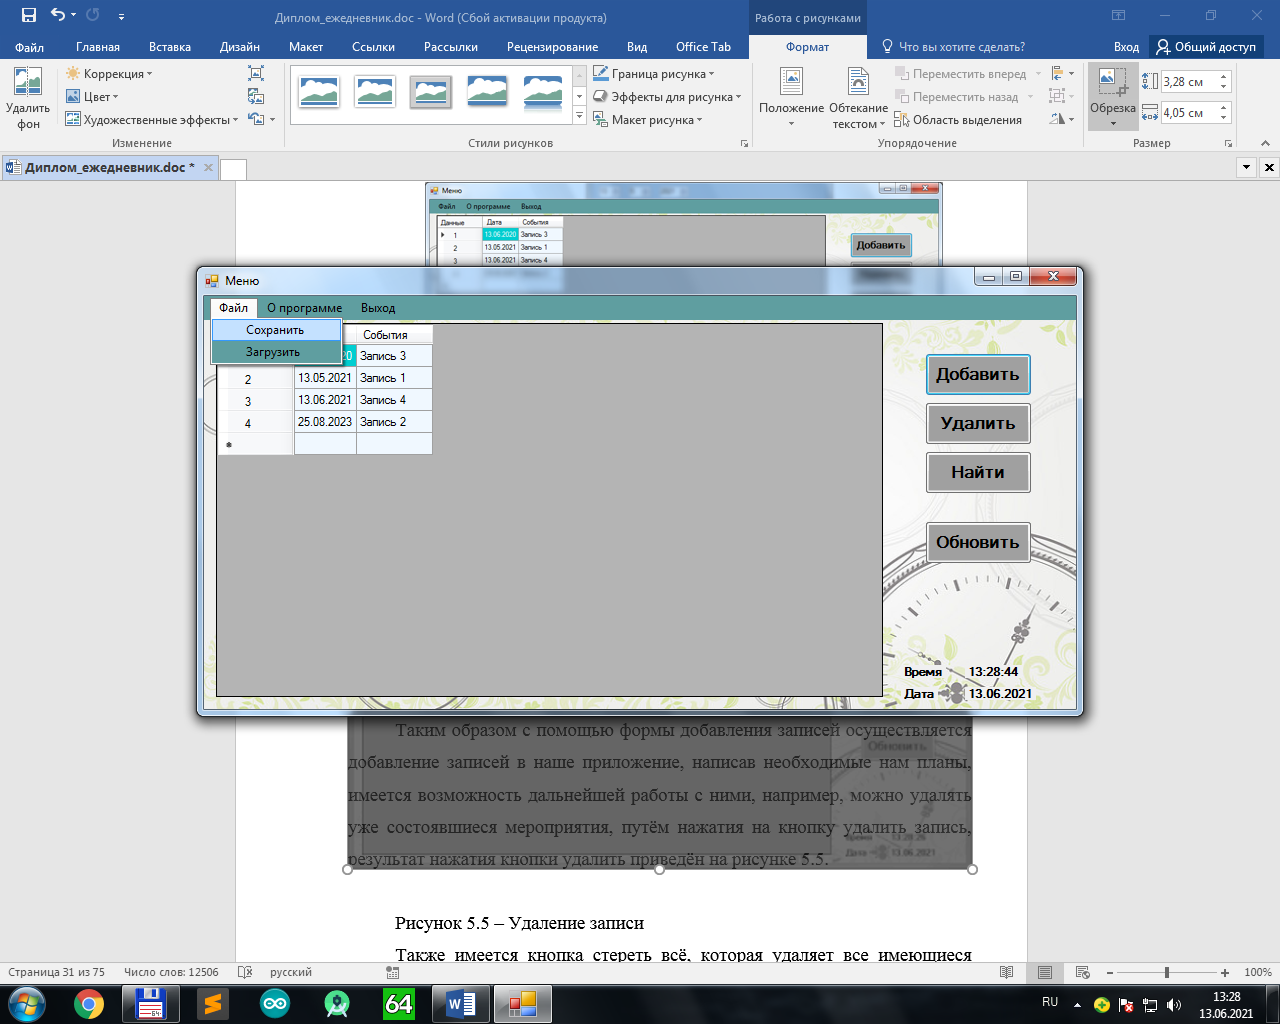 Диплом_ежедневник.doc - Word (Сбой активации продукта)
Работа с рисунками
Файл Главная Вставка Дизайн Макет Ссылки Рассылки Рецензирование Вид Office Tab Формат Что вы хотите сделать? Вход Общий доступ
Удалить фон
Коррекция
Цвет
Художественные эффекты
Изменение
Стили рисунков
Граница рисунка
Эффекты для рисунка
Макет рисунка
Положение
Обтекание текстом
Переместить вперед
Переместить назад
Область выделения
Упорядочение
Обрезка
3,28 см
4,05 см
Размер
Диплом_ежедневник.doc *
Меню
Файл О программе Выход
Данные Дата События
1 13.06.2020 Запись 3
2 13.05.2021 Запись 1
3 13.06.2021 Запись 4
Добавить
Меню
Файл О программе Выход
Сохранить
Загрузить
События
20 Запись 3
2 13.05.2021 Запись 1
3 13.06.2021 Запись 4
4 25.08.2023 Запись 2
*
Добавить
Удалить
Найти
Обновить
Время 13:28:44
Дата 13.06.2021
Обновить
Таким образом с помощью формы добавления записей осуществляется
добавление записей в наше приложение, написав необходимые нам планы,
имеется возможность дальнейшей работы с ними, например, можно удалять
уже состоявшиеся мероприятия, путём нажатия на кнопку удалить запись,
результат нажатия кнопки удалить приведён на рисунке 5.5.
Дата 13.06.2021
Рисунок 5.5 – Удаление записи
Также имеется кнопка стереть всё, которая удаляет все имеющиеся
Страница 31 из 75 Число слов: 12506 русский 100%
64
RU
13:28
13.06.2021